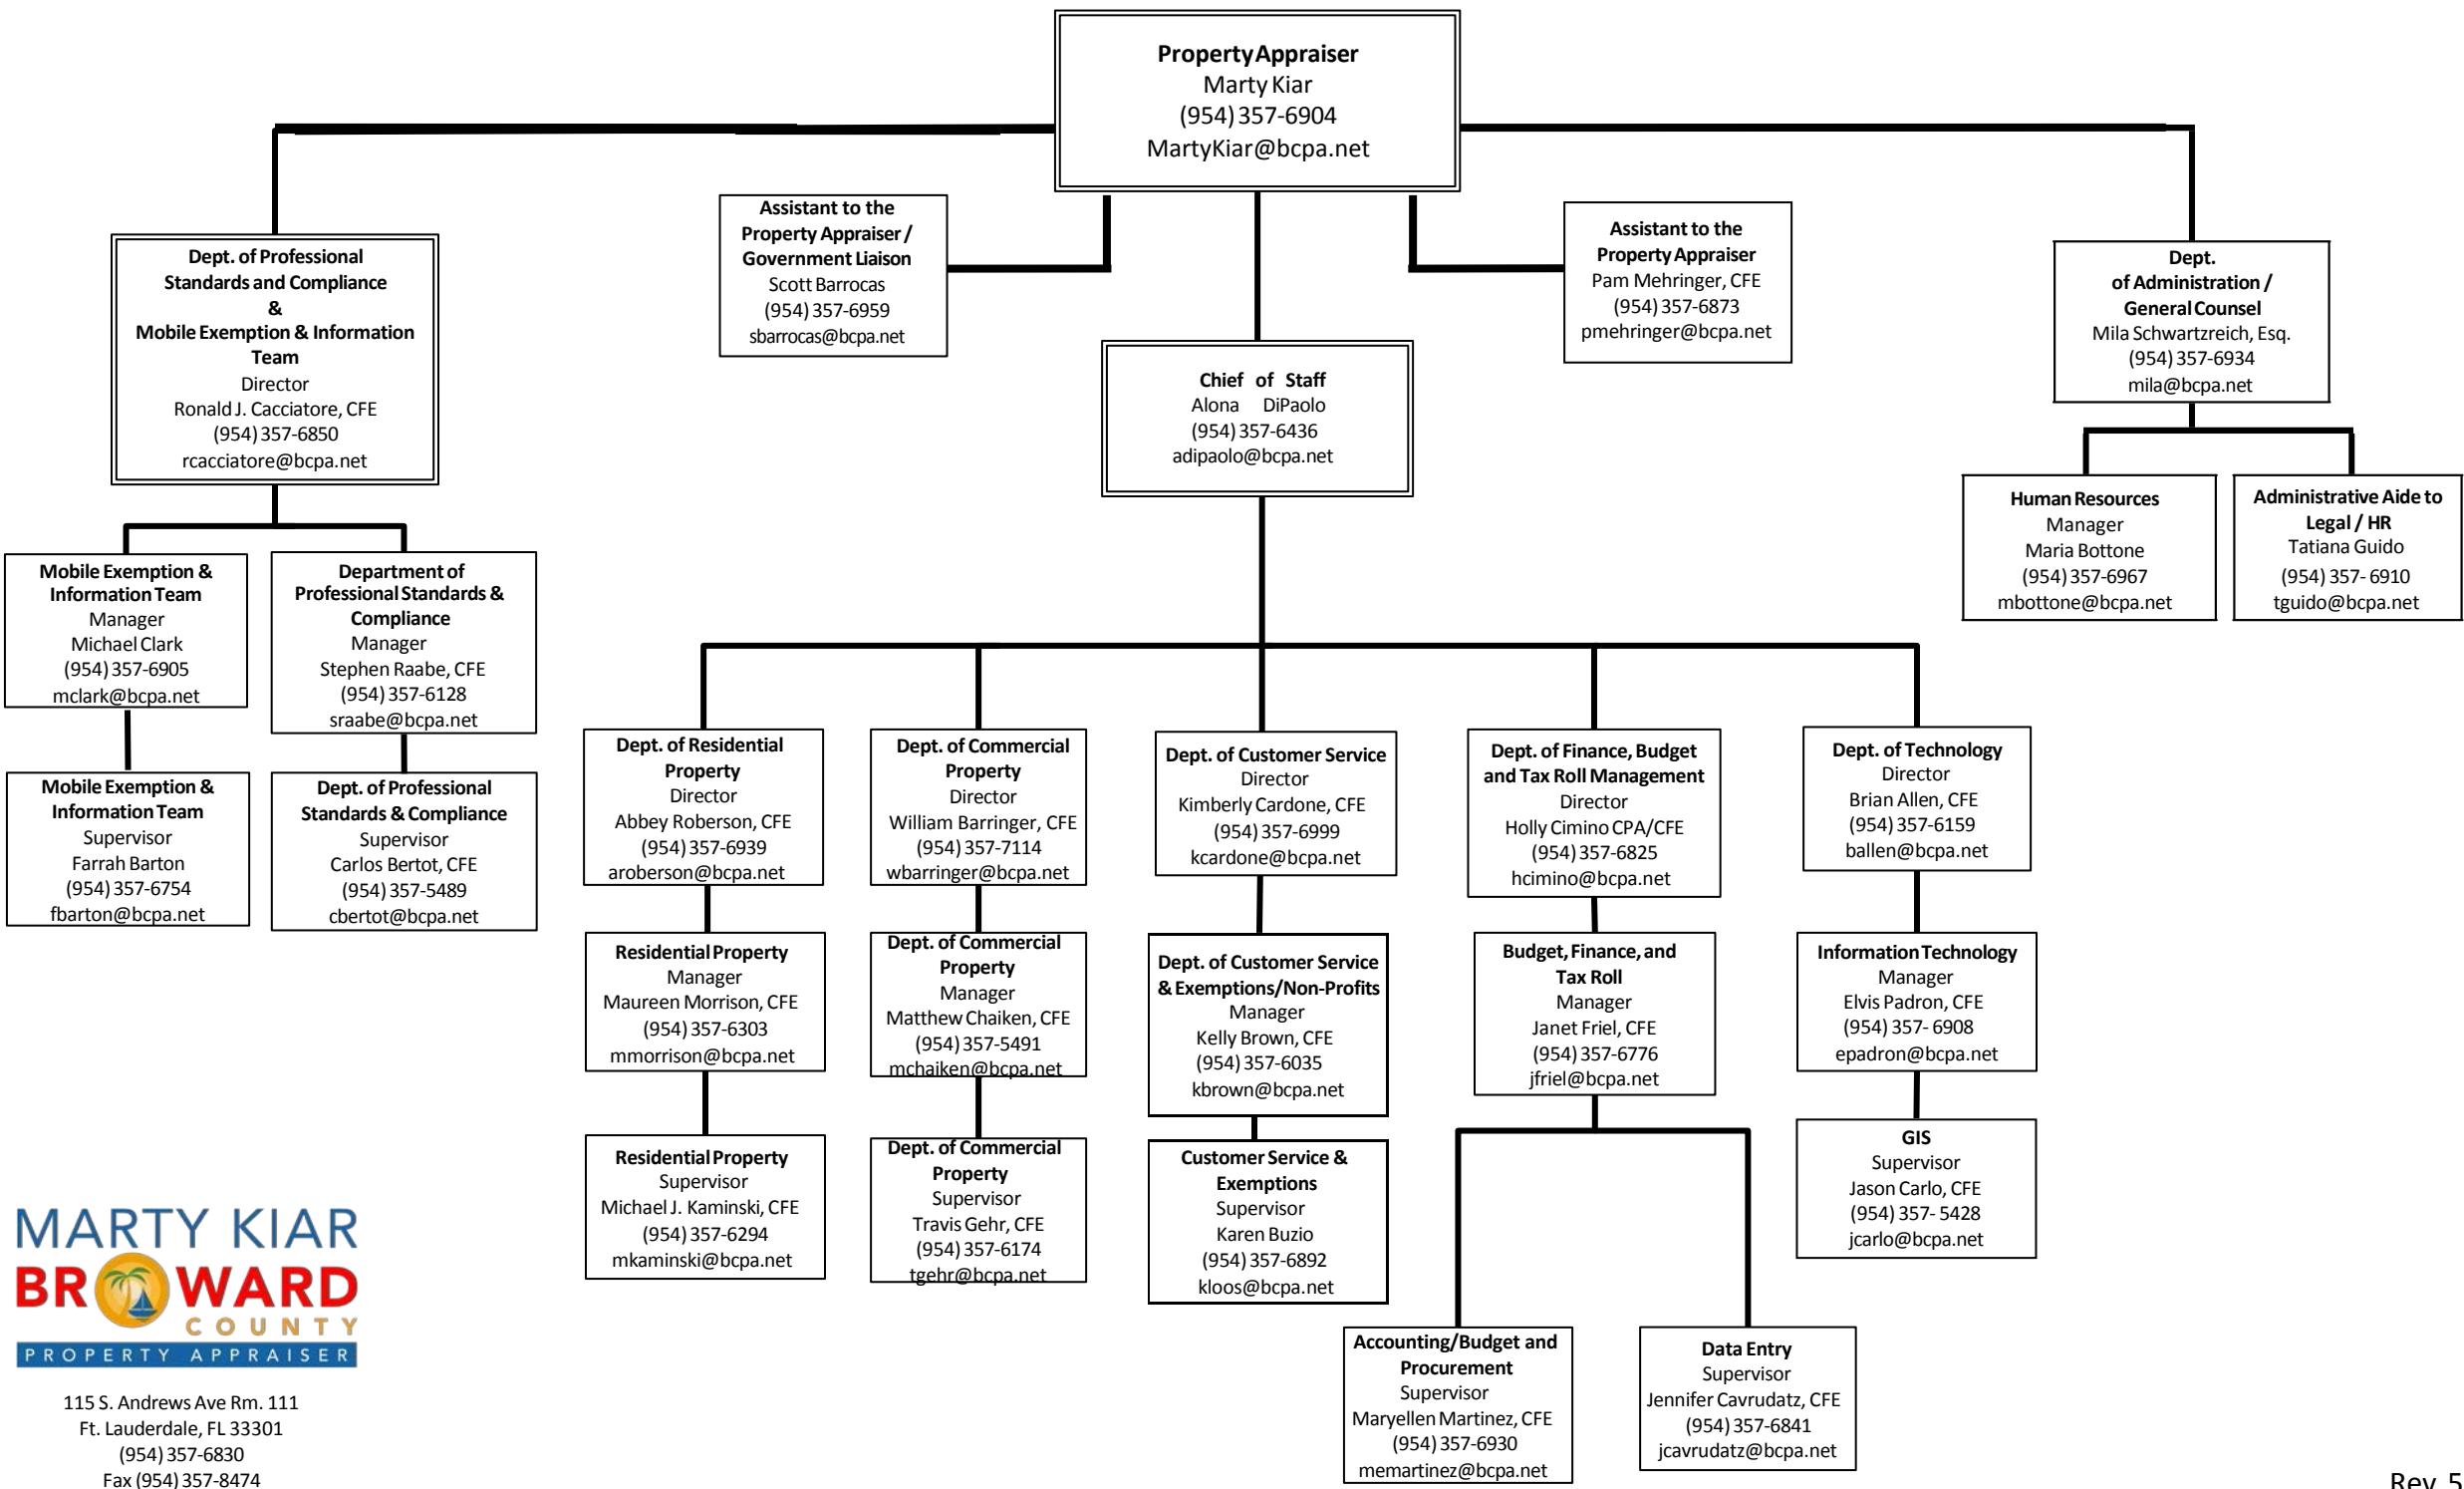 Property Appraiser
Marty Kiar
(954) 357-6904
MartyKiar@bcpa.net
Dept. of Professional
Standards and Compliance
&
Mobile Exemption & Information
Team
Director
Ronald J. Cacciatore, CFE
(954) 357-6850
rcacciatore@bcpa.net
Assistant to the
Property Appraiser /
Government Liaison
Scott Barrocas
(954) 357-6959
sbarrocas@bcpa.net
Chief of Staff
Alona DiPaolo
(954) 357-6436
adipaolo@bcpa.net
Assistant to the
Property Appraiser
Pam Mehringer, CFE
(954) 357-6873
pmehringer@bcpa.net
Dept.
of Administration /
General Counsel
Mila Schwartzreich, Esq.
(954) 357-6934
mila@bcpa.net
Human Resources
Manager
Maria Bottone
(954) 357-6967
mbottone@bcpa.net
Administrative Aide to
Legal / HR
Tatiana Guido
(954) 357- 6910
tguido@bcpa.net
Mobile Exemption &
Information Team
Manager
Michael Clark
(954) 357-6905
mclark@bcpa.net
Department of
Professional Standards &
Compliance
Manager
Stephen Raabe, CFE
(954) 357-6128
sraabe@bcpa.net
Mobile Exemption &
Information Team
Supervisor
Farrah Barton
(954) 357-6754
fbarton@bcpa.net
Dept. of Professional
Standards & Compliance
Supervisor
Carlos Bertot, CFE
(954) 357-5489
cbertot@bcpa.net
Dept. of Residential
Property
Director
Abbey Roberson, CFE
(954) 357-6939
aroberson@bcpa.net
Dept. of Commercial
Property
Director
William Barringer, CFE
(954) 357-7114
wbarringer@bcpa.net
Dept. of Customer Service
Director
Kimberly Cardone, CFE
(954) 357-6999
kcardone@bcpa.net
Dept. of Finance, Budget
and Tax Roll Management
Director
Holly Cimino CPA/CFE
(954) 357-6825
hcimino@bcpa.net
Dept. of Technology
Director
Brian Allen, CFE
(954) 357-6159
ballen@bcpa.net
Residential Property
Manager
Maureen Morrison, CFE
(954) 357-6303
mmorrison@bcpa.net
Dept. of Commercial
Property
Manager
Matthew Chaiken, CFE
(954) 357-5491
mchaiken@bcpa.net
Dept. of Customer Service
& Exemptions/Non-Profits
Manager
Kelly Brown, CFE
(954) 357-6035
kbrown@bcpa.net
Budget, Finance, and
Tax Roll
Manager
Janet Friel, CFE
(954) 357-6776
jfriel@bcpa.net
Information Technology
Manager
Elvis Padron, CFE
(954) 357- 6908
epadron@bcpa.net
Residential Property
Supervisor
Michael J. Kaminski, CFE
(954) 357-6294
mkaminski@bcpa.net
Dept. of Commercial
Property
Supervisor
Travis Gehr, CFE
(954) 357-6174
tgehr@bcpa.net
Customer Service &
Exemptions
Supervisor
Karen Buzio
(954) 357-6892
kloos@bcpa.net
GIS
Supervisor
Jason Carlo, CFE
(954) 357- 5428
jcarlo@bcpa.net
Accounting/Budget and
Procurement
Supervisor
Maryellen Martinez, CFE
(954) 357-6930
memartinez@bcpa.net
Data Entry
Supervisor
Jennifer Cavrudatz, CFE
(954) 357-6841
jcavrudatz@bcpa.net
MARTY KIAR
BROWARD
COUNTY
PROPERTY APPRAISER
115 S. Andrews Ave Rm. 111
Ft. Lauderdale, FL 33301
(954) 357-6830
Fax (954) 357-8474
Rev. 5